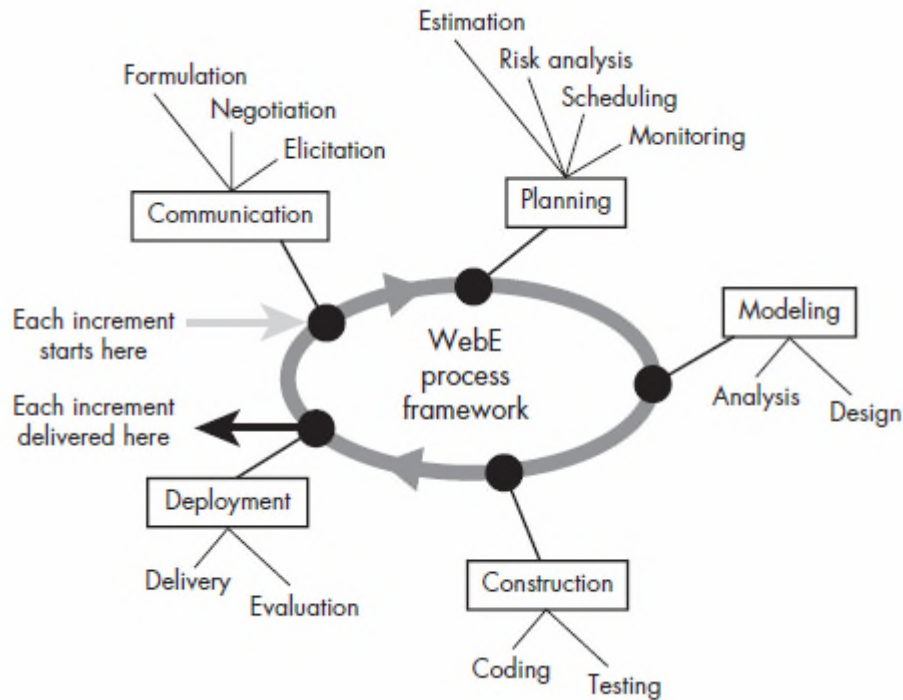 Estimation
Risk analysis
Scheduling
Monitoring
Formulation
Negotiation
Elicitation
Communication
Planning
Each increment
starts here
WebE
process
framework
Modeling
Analysis
Design
Each increment
delivered here
Deployment
Delivery
Evaluation
Construction
Coding
Testing